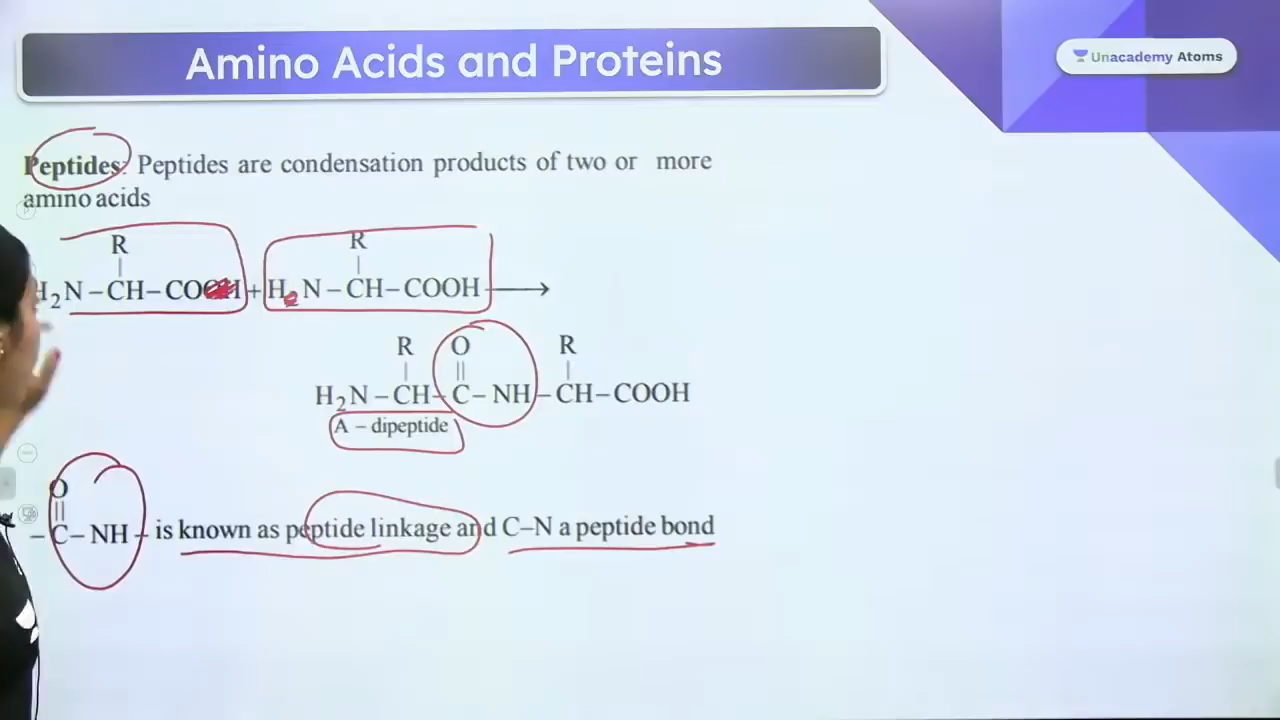 Amino Acids and Proteins
Unacademy Atoms
Peptides: Peptides are condensation products of two or more
amino acids
R R
H2N – CH – COOH + H2N – CH – COOH ⟶
R O R
| || |
H2N – CH – C – NH – CH – COOH
A – dipeptide
O
||
– C – NH – is known as peptide linkage and C–N a peptide bond